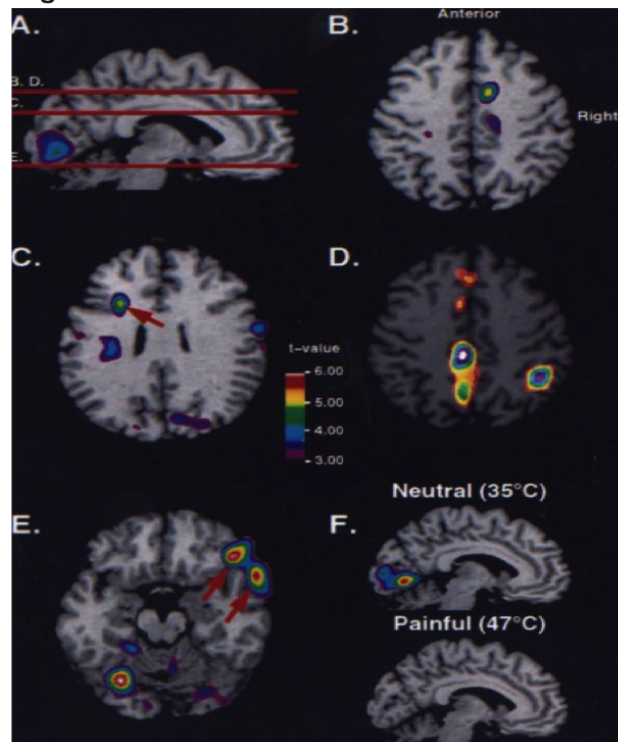 A.
B. D.
C.
E.
B.
Anterior
Right
C.
D.
t-value
6.00
5.00
4.00
3.00
E.
F.
Neutral (35°C)
Painful (47°C)